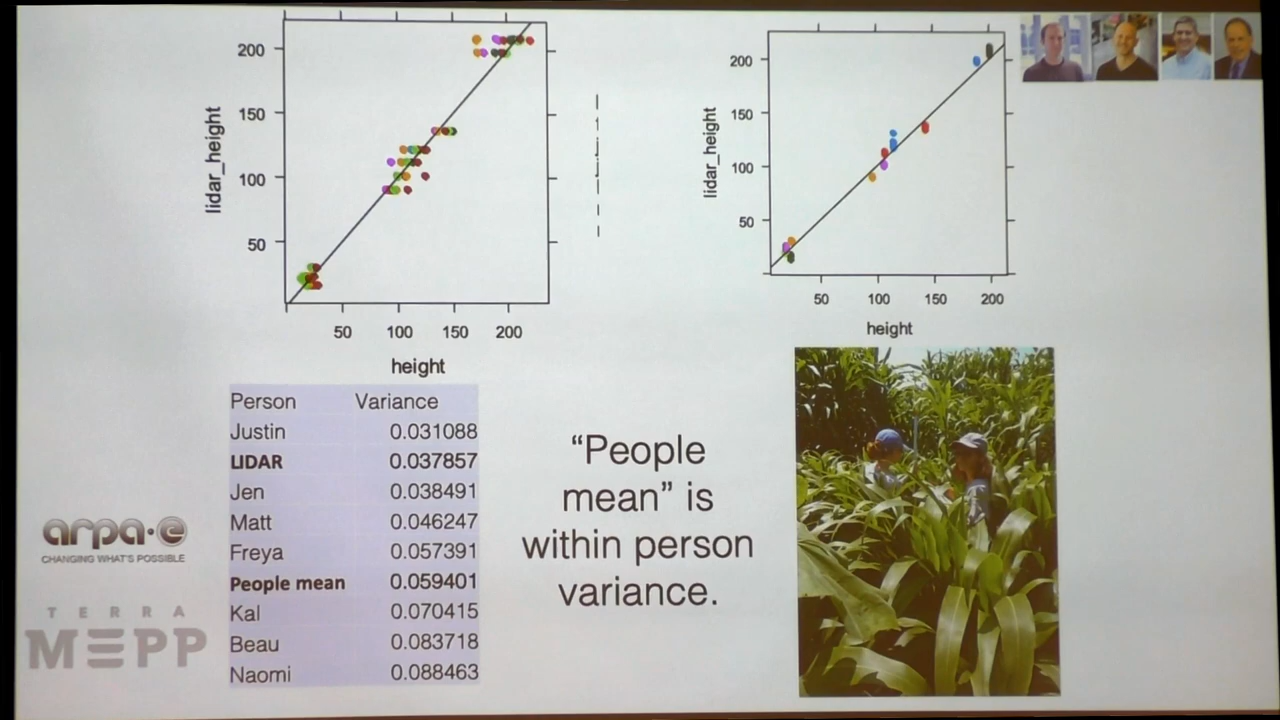 200
150
100
50
lidar_height
50
100
150
200
height
200
150
100
50
lidar_height
50
100
150
200
height
Person Variance
Justin 0.031088
LIDAR 0.037857
Jen 0.038491
Matt 0.046247
Freya 0.057391
People mean 0.059401
Kal 0.070415
Beau 0.083718
Naomi 0.088463
“People
mean” is
within person
variance.
arpa·e
CHANGING WHAT'S POSSIBLE
TERRA
MEPP